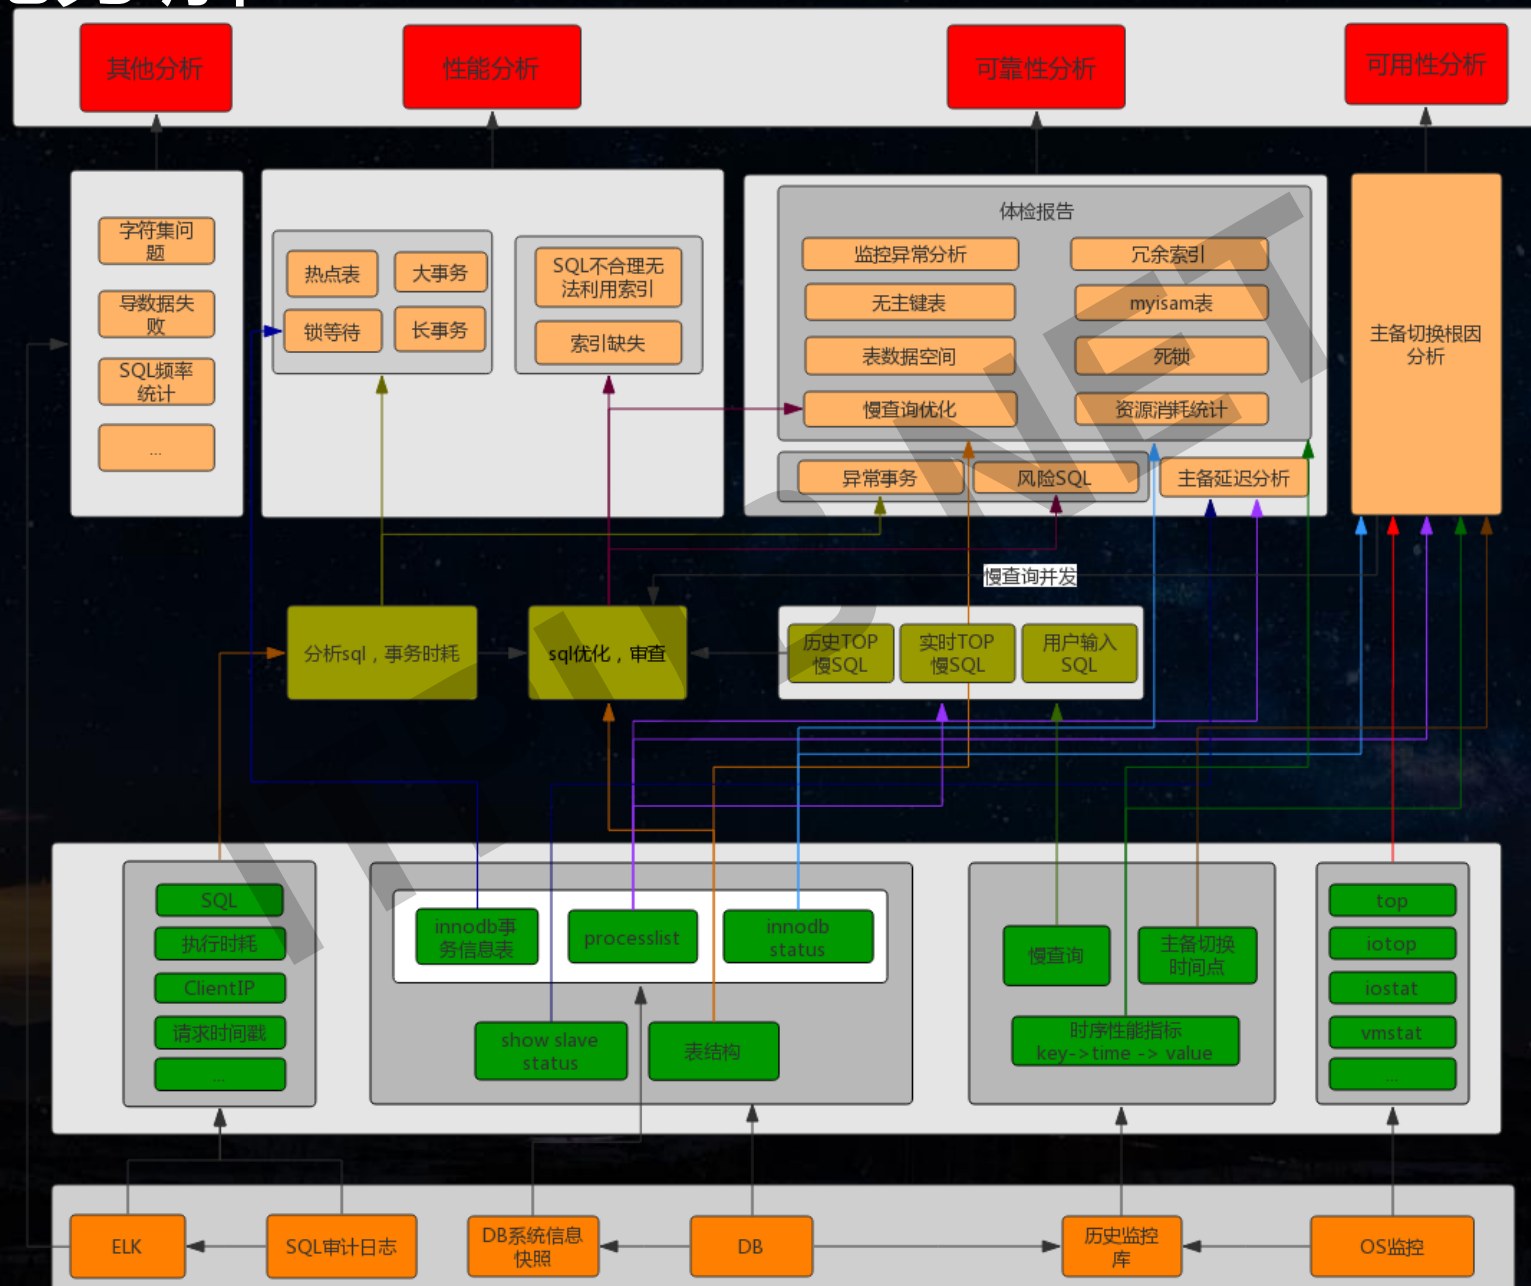 其他分析
性能分析
可靠性分析
可用性分析
字符集问
题
导数据失
败
SQL频率
统计
...
热点表
大事务
锁等待
长事务
SQL不合理无
法利用索引
索引缺失
体检报告
监控异常分析
冗余索引
无主键表
myisam表
表数据空间
死锁
慢查询优化
资源消耗统计
异常事务
风险SQL
主备延迟分析
主备切换根因
分析
慢查询并发
分析sql，事务时耗
sql优化，审查
历史TOP
慢SQL
实时TOP
慢SQL
用户输入
SQL
SQL
执行时耗
ClientIP
请求时间戳
...
innodb事
务信息表
processlist
innodb
status
show slave
status
表结构
慢查询
主备切换
时间点
时序性能指标
key->time -> value
top
iotop
iostat
vmstat
...
ELK
SQL审计日志
DB系统信息
快照
DB
历史监控
库
OS监控